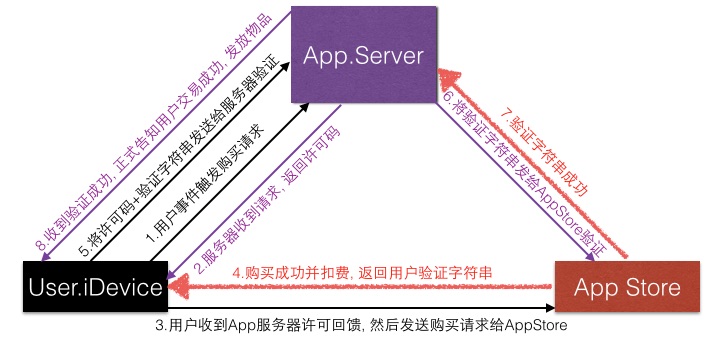 App.Server
8.收到验证成功, 正式告知用户交易成功, 发放物品
5.将许可码+验证字符串发送给服务器验证
1.用户事件触发购买请求
2.服务器收到请求, 返回许可码
6.将验证字符串发给AppStore验证
7.验证字符串成功
User.iDevice
4.购买成功并扣费, 返回用户验证字符串
App Store
3.用户收到App服务器许可回馈, 然后发送购买请求给AppStore